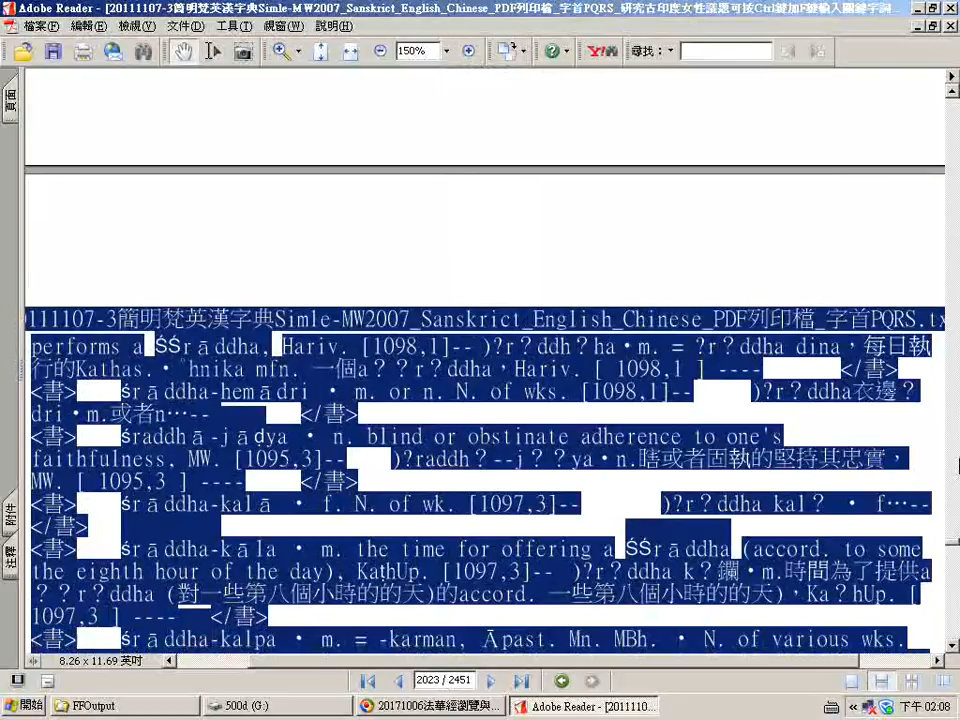 Adobe Reader - [20111107-3簡明梵英漢字典Simle-MW2007_Sanskrict_English_Chinese_PDF列印檔_字首PQRS_研究古印度女性議題可按Ctrl鍵加F鍵輸入關鍵字詞
檔案(F) 編輯(E) 檢視(V) 文件(D) 工具(T) 視窗(W) 說明(H)
150% Y! 尋找:
頁面
111107-3簡明梵英漢字典Simle-MW2007_Sanskrict_English_Chinese_PDF列印檔_字首PQRS.tx
performs a ŚŚrāddha, Hariv. [1098,1]-- )?r?ddh?ha·m. = ?r?ddha dina，每日執
行的Kathas.·˚hnika mfn. 一個a??r?ddha，Hariv. [ 1098,1 ] ---- </書>
<書> śrāddha-hemādri · m. or n. N. of wks. [1098,1]-- )?r?ddha衣邊?
dri·m.或者n…-- </書>
<書> śraddhā-jāḍya · n. blind or obstinate adherence to one's
faithfulness, MW. [1095,3]-- )?raddh?--j??ya·n.瞎或者固執的堅持其忠實，
MW. [ 1095,3 ] ---- </書>
<書> śrāddha-kalā · f. N. of wk. [1097,3]-- )?r?ddha kal? · f…--
</書>
<書> śrāddha-kāla · m. the time for offering a ŚŚrāddha (accord. to some
the eighth hour of the day), KaṭhUp. [1097,3]-- )?r?ddha k?鑭·m.時間為了提供a
??r?ddha (對一些第八個小時的的天)的accord. 一些第八個小時的的天)，Ka?hUp. [
1097,3 ] ---- </書>
<書> śrāddha-kalpa · m. = -karman, Āpast. Mn. MBh. · N. of various wks.
附件
注釋
8.26 x 11.69 英吋
2023 / 2451
開始 FFOutput 500d (G:) 20171006法華經瀏覽與... Adobe Reader - [2011110... 下午 02:08